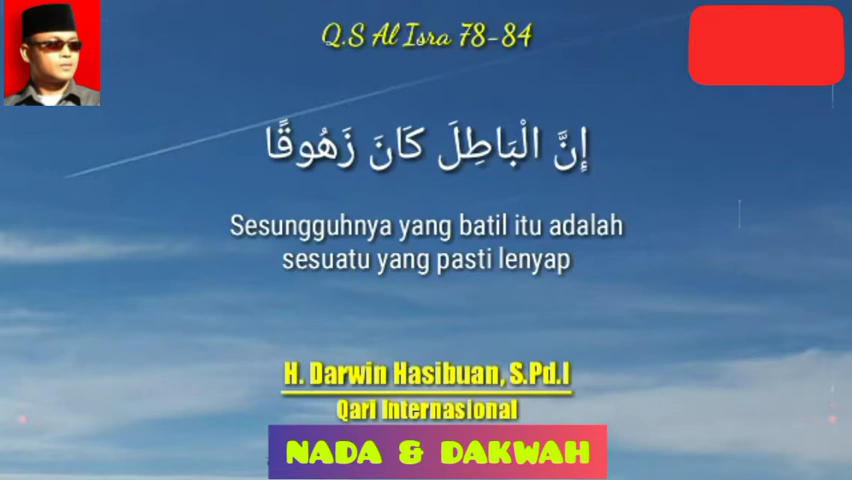 Q.S Al Isra 78-84
إِنَّ الْبَاطِلَ كَانَ زَهُوقًا
Sesungguhnya yang batil itu adalah
sesuatu yang pasti lenyap
H. Darwin Hasibuan, S.Pd.I
Qari Internasional
NADA & DAKWAH